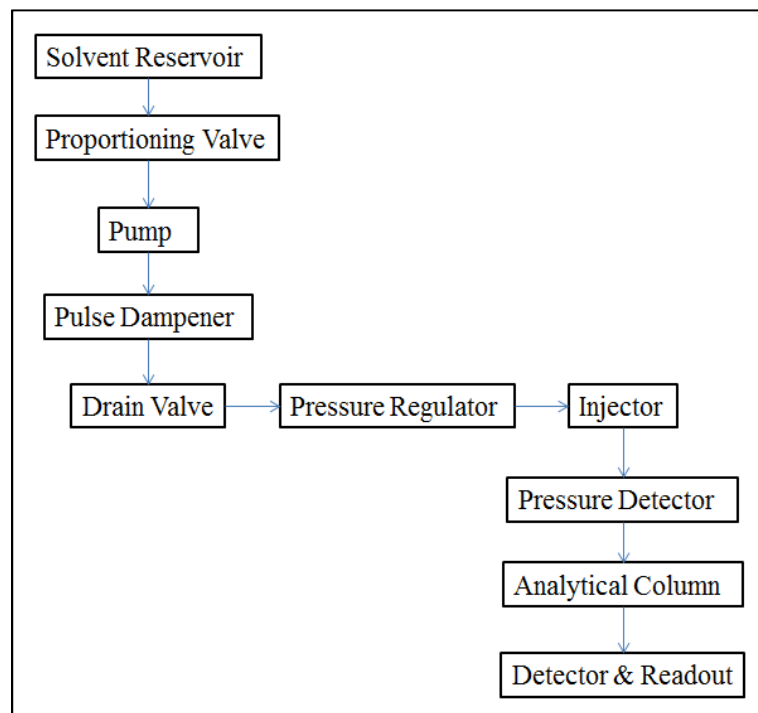 Solvent Reservoir
Proportioning Valve
Pump
Pulse Dampener
Drain Valve
Pressure Regulator
Injector
Pressure Detector
Analytical Column
Detector & Readout